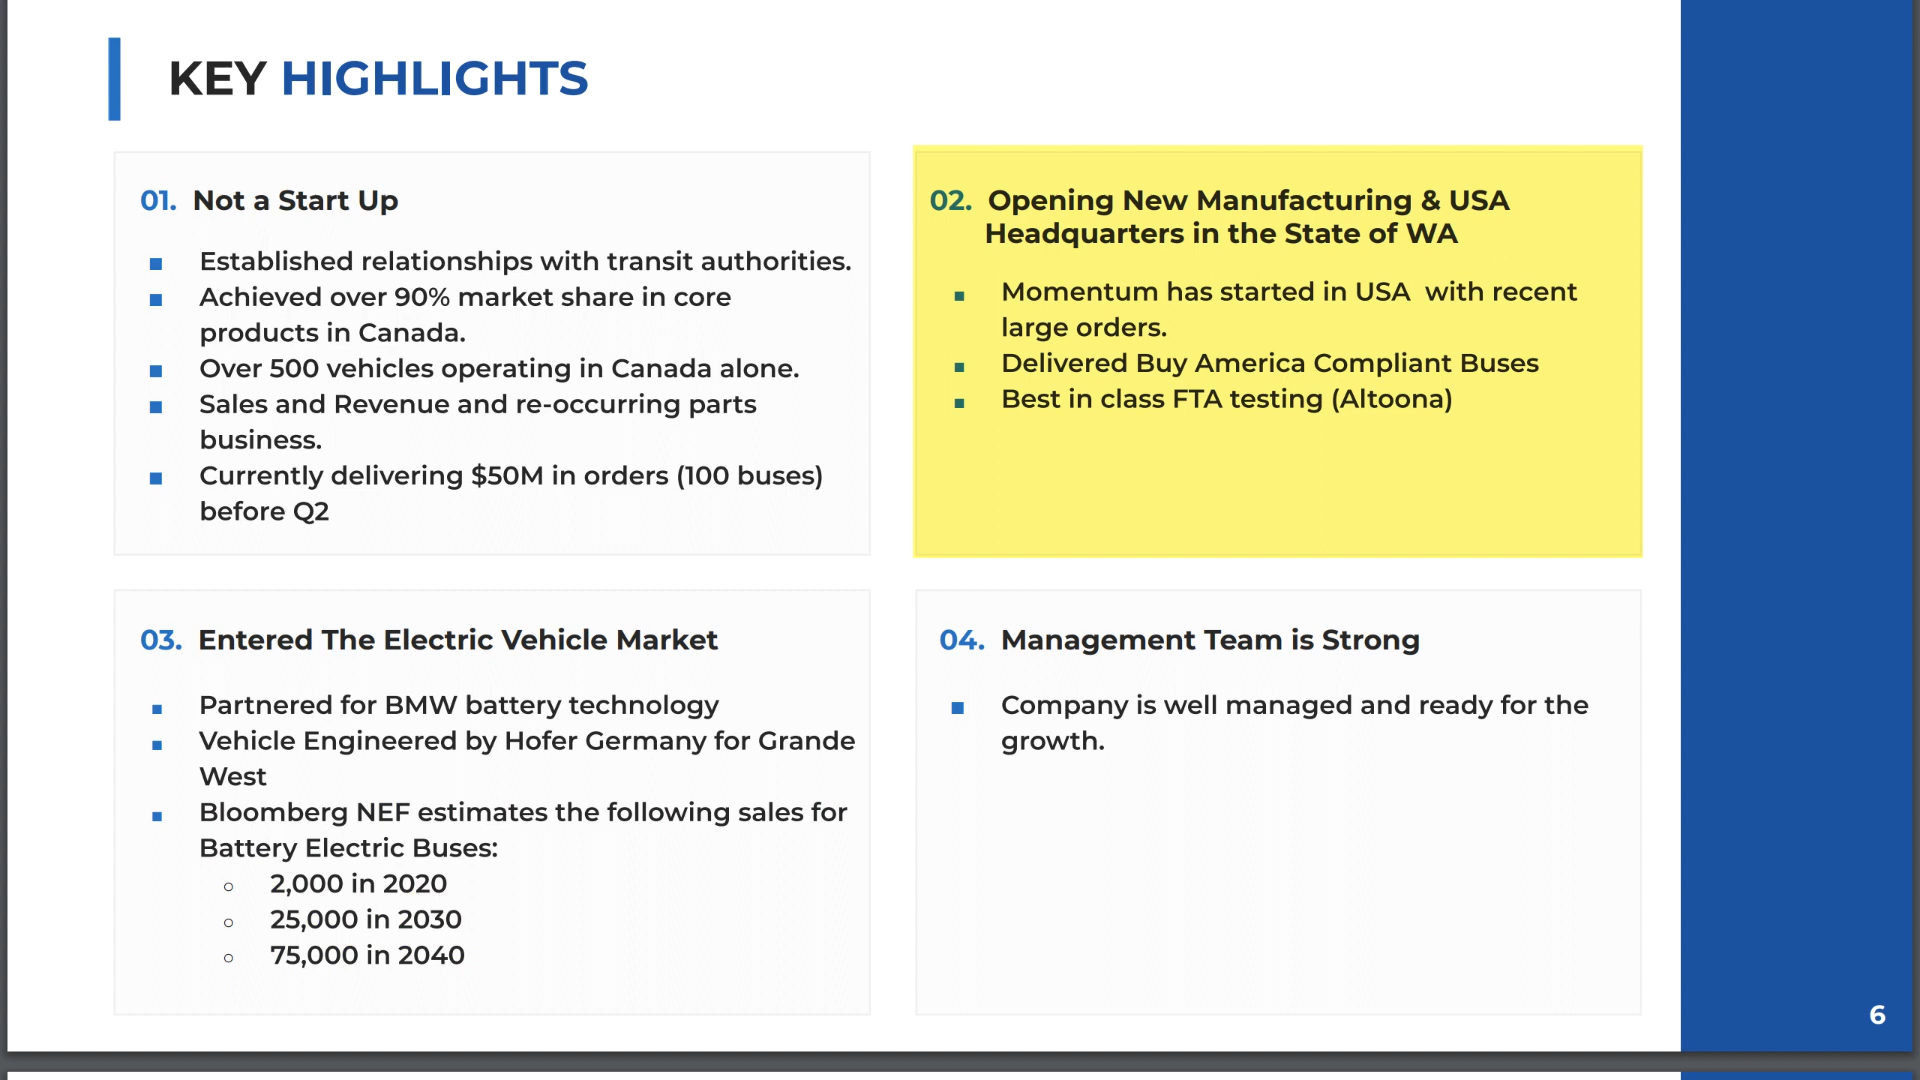 KEY HIGHLIGHTS
01. Not a Start Up
Established relationships with transit authorities.
Achieved over 90% market share in core
products in Canada.
Over 500 vehicles operating in Canada alone.
Sales and Revenue and re-occurring parts
business.
Currently delivering $50M in orders (100 buses)
before Q2
02. Opening New Manufacturing & USA
Headquarters in the State of WA
Momentum has started in USA  with recent
large orders.
Delivered Buy America Compliant Buses
Best in class FTA testing (Altoona)
03. Entered The Electric Vehicle Market
Partnered for BMW battery technology
Vehicle Engineered by Hofer Germany for Grande
West
Bloomberg NEF estimates the following sales for
Battery Electric Buses:
2,000 in 2020
25,000 in 2030
75,000 in 2040
04. Management Team is Strong
Company is well managed and ready for the
growth.
6